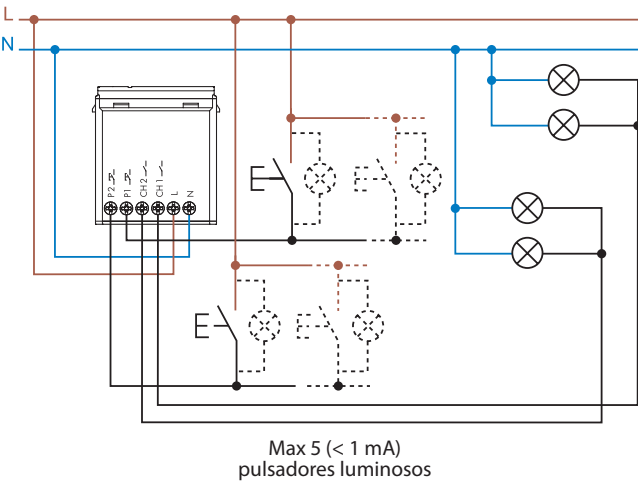 L
N
P2
P1
CH2
CH1
L
N
Max 5 (< 1 mA)
pulsadores luminosos